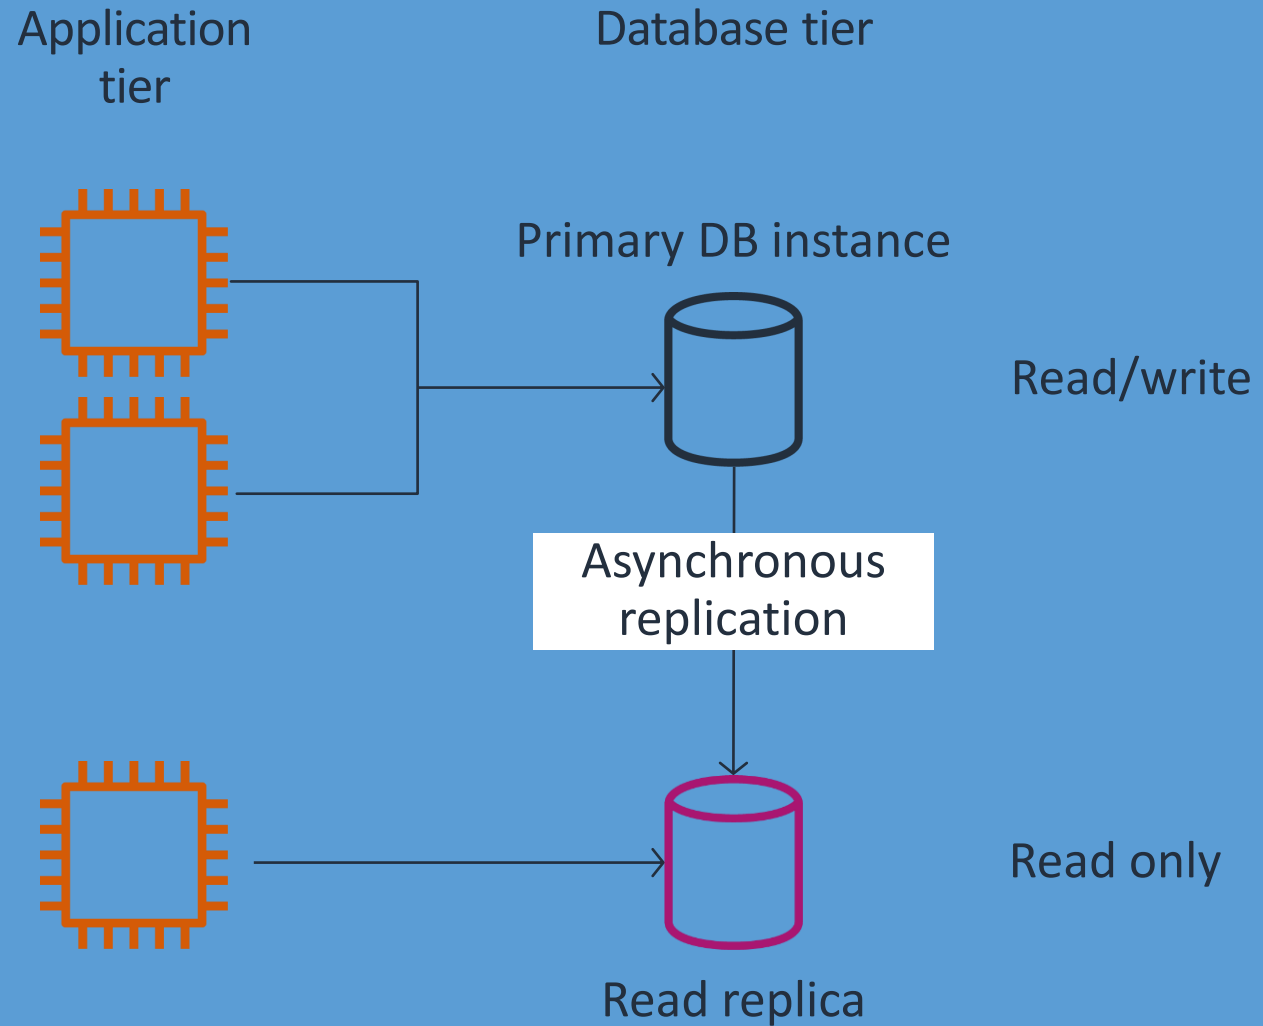 Application
tier
Database tier
Primary DB instance
Read/write
Asynchronous
replication
Read only
Read replica